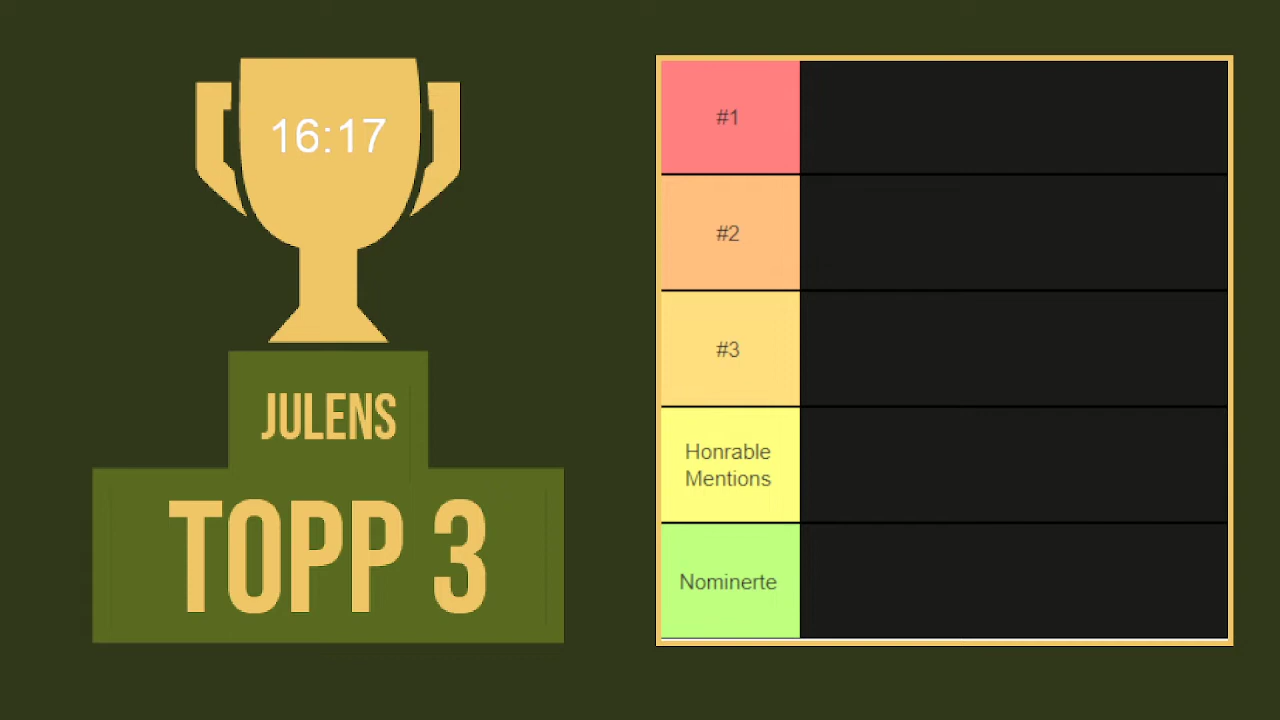 16:17
JULENS
TOPP 3
#1
#2
#3
Honrable
Mentions
Nominerte